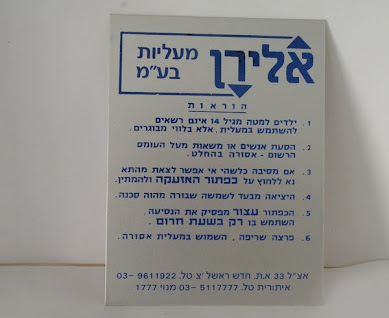 אלירן
מעליות
בע"מ
הוראות
1. ילדים למטה מגיל 14 אינם רשאים
להשתמש במעלית, אלא בלווי מבוגרים.
2. הסעת אנשים או משאות מעל העומס
הרשום - אסורה בהחלט.
3. אם מסיבה כלשהי אי אפשר לצאת מהתא
נא ללחוץ על כפתור האזעקה ולהמתין.
4. היציאה מבעד לשמשה שבורה מהוה סכנה.
5. הכפתור עצור מפסיק את הנסיעה,
השתמש בו רק בשעת חרום.
6. פרצה שריפה, השמוש במעלית אסורה.
אצ"ל 33 א.ת. חדש ראשל"צ טל. 03-9611922
איתורית טל. 03-5117777 מנוי 1777